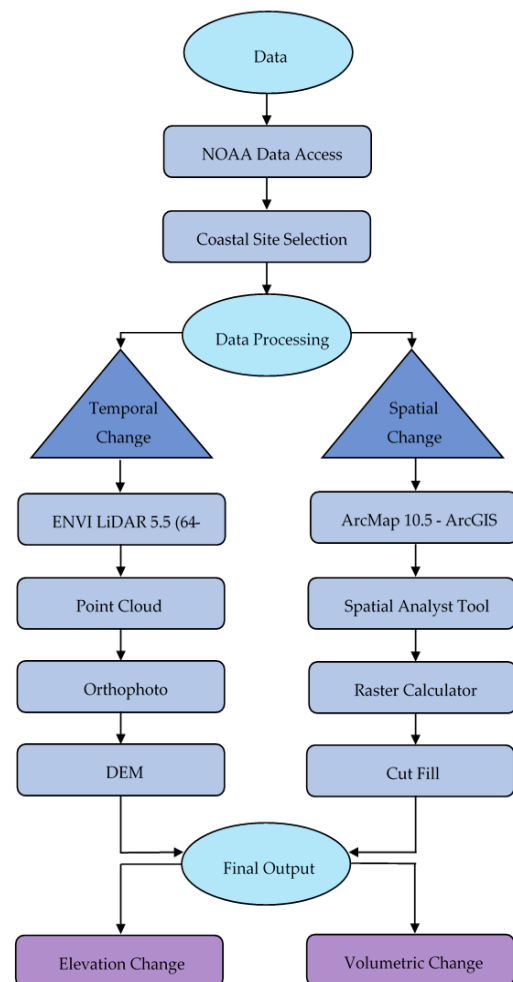 Data
NOAA Data Access
Coastal Site Selection
Data Processing
Temporal
Change
Spatial
Change
ENVI LiDAR 5.5 (64-
ArcMap 10.5 - ArcGIS
Point Cloud
Spatial Analyst Tool
Orthophoto
Raster Calculator
DEM
Cut Fill
Final Output
Elevation Change
Volumetric Change